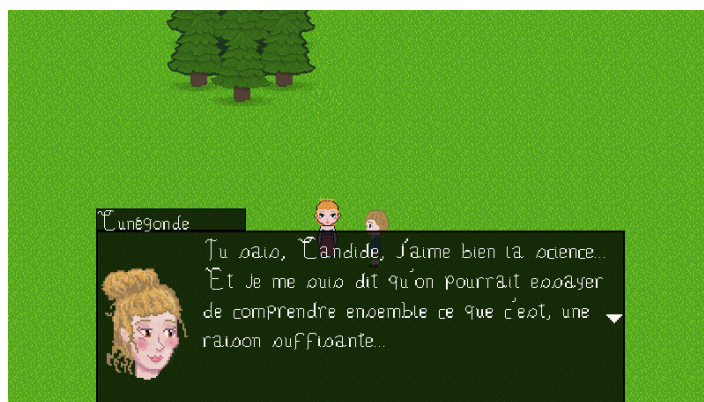 Cunégonde
Tu sais, Candide, J'aime bien la science...
Et Je me suis dit qu'on pourrait essayer
de comprendre ensemble ce que c'est, une
raison suffisante...